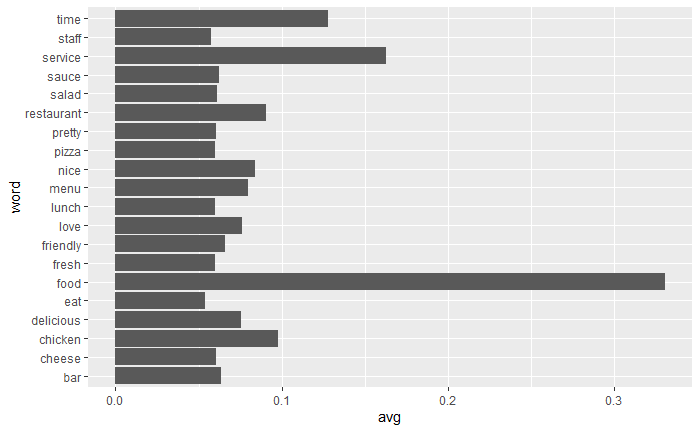 time
staff
service
sauce
salad
restaurant
pretty
pizza
nice
menu
lunch
love
friendly
fresh
food
eat
delicious
chicken
cheese
bar
word
0.0 0.1 0.2 0.3
avg